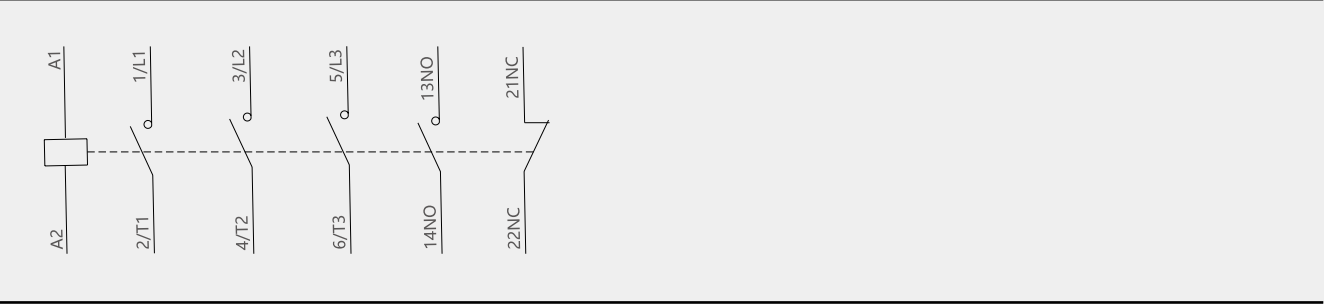 A1
1/L1
3/L2
5/L3
13NO
21NC
A2
2/T1
4/T2
6/T3
14NO
22NC